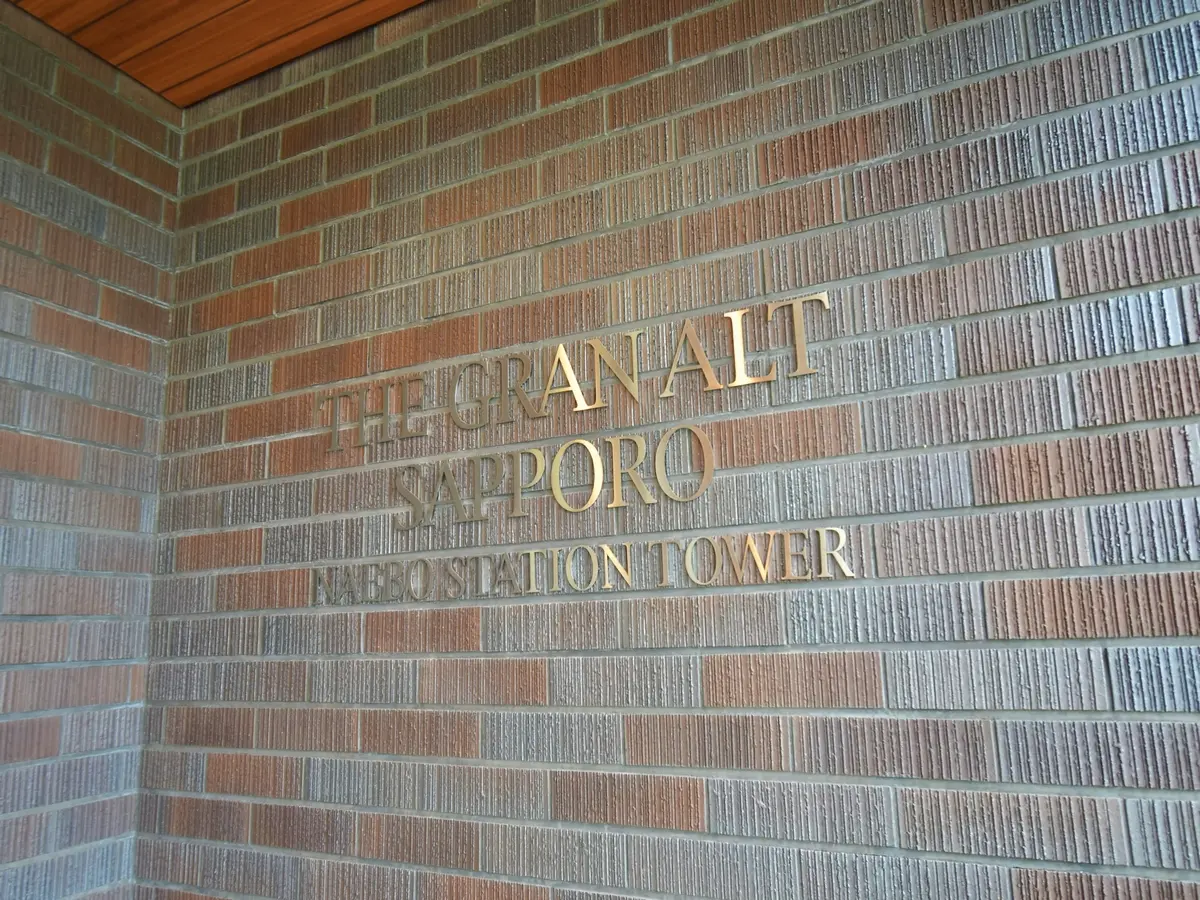 THE GRAN ALT
SAPPORO
NAEBO STATION TOWER